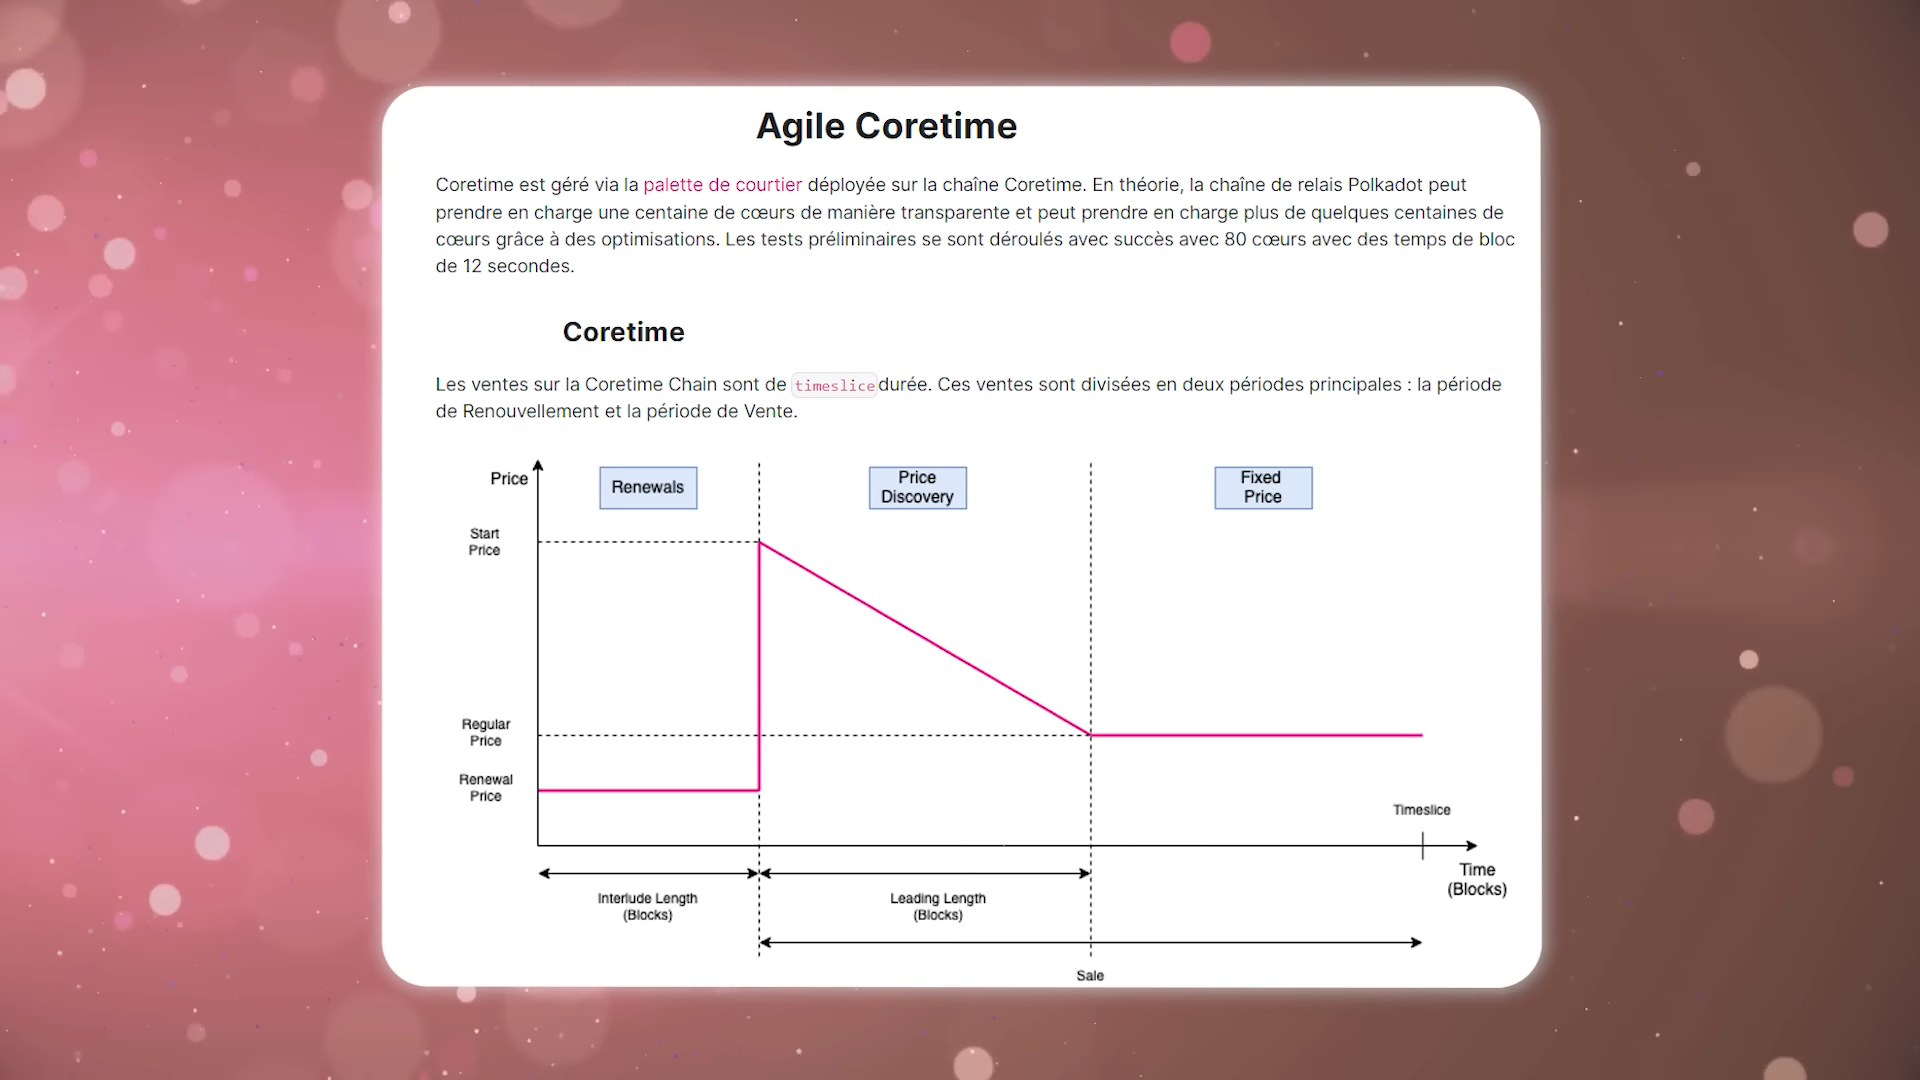 Agile Coretime
Coretime est géré via la palette de courtier déployée sur la chaîne Coretime. En théorie, la chaîne de relais Polkadot peut
prendre en charge une centaine de cœurs de manière transparente et peut prendre en charge plus de quelques centaines de
cœurs grâce à des optimisations. Les tests préliminaires se sont déroulés avec succès avec 80 cœurs avec des temps de bloc
de 12 secondes.
Coretime
Les ventes sur la Coretime Chain sont de timeslice durée. Ces ventes sont divisées en deux périodes principales : la période
de Renouvellement et la période de Vente.
Price
Renewals
Price
Discovery
Fixed
Price
Start
Price
Regular
Price
Renewal
Price
Timeslice
Time
(Blocks)
Interlude Length
(Blocks)
Leading Length
(Blocks)
Sale